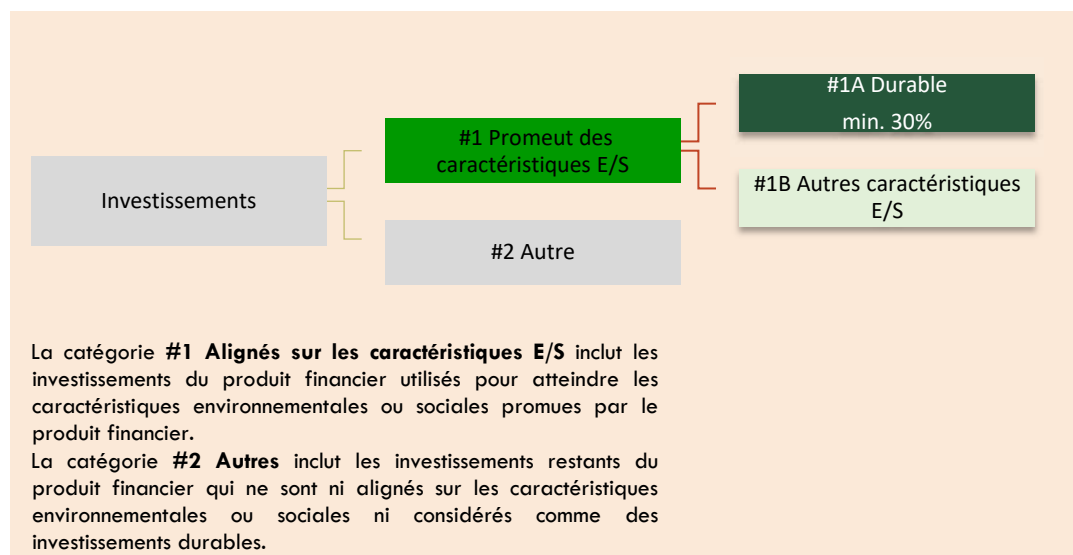 #1A Durable
min. 30%
#1 Promeut des
caractéristiques E/S
Investissements
#1B Autres caractéristiques
E/S
#2 Autre
La catégorie #1 Alignés sur les caractéristiques E/S inclut les
investissements du produit financier utilisés pour atteindre les
caractéristiques environnementales ou sociales promues par le
produit financier.
La catégorie #2 Autres inclut les investissements restants du
produit financier qui ne sont ni alignés sur les caractéristiques
environnementales ou sociales ni considérés comme des
investissements durables.